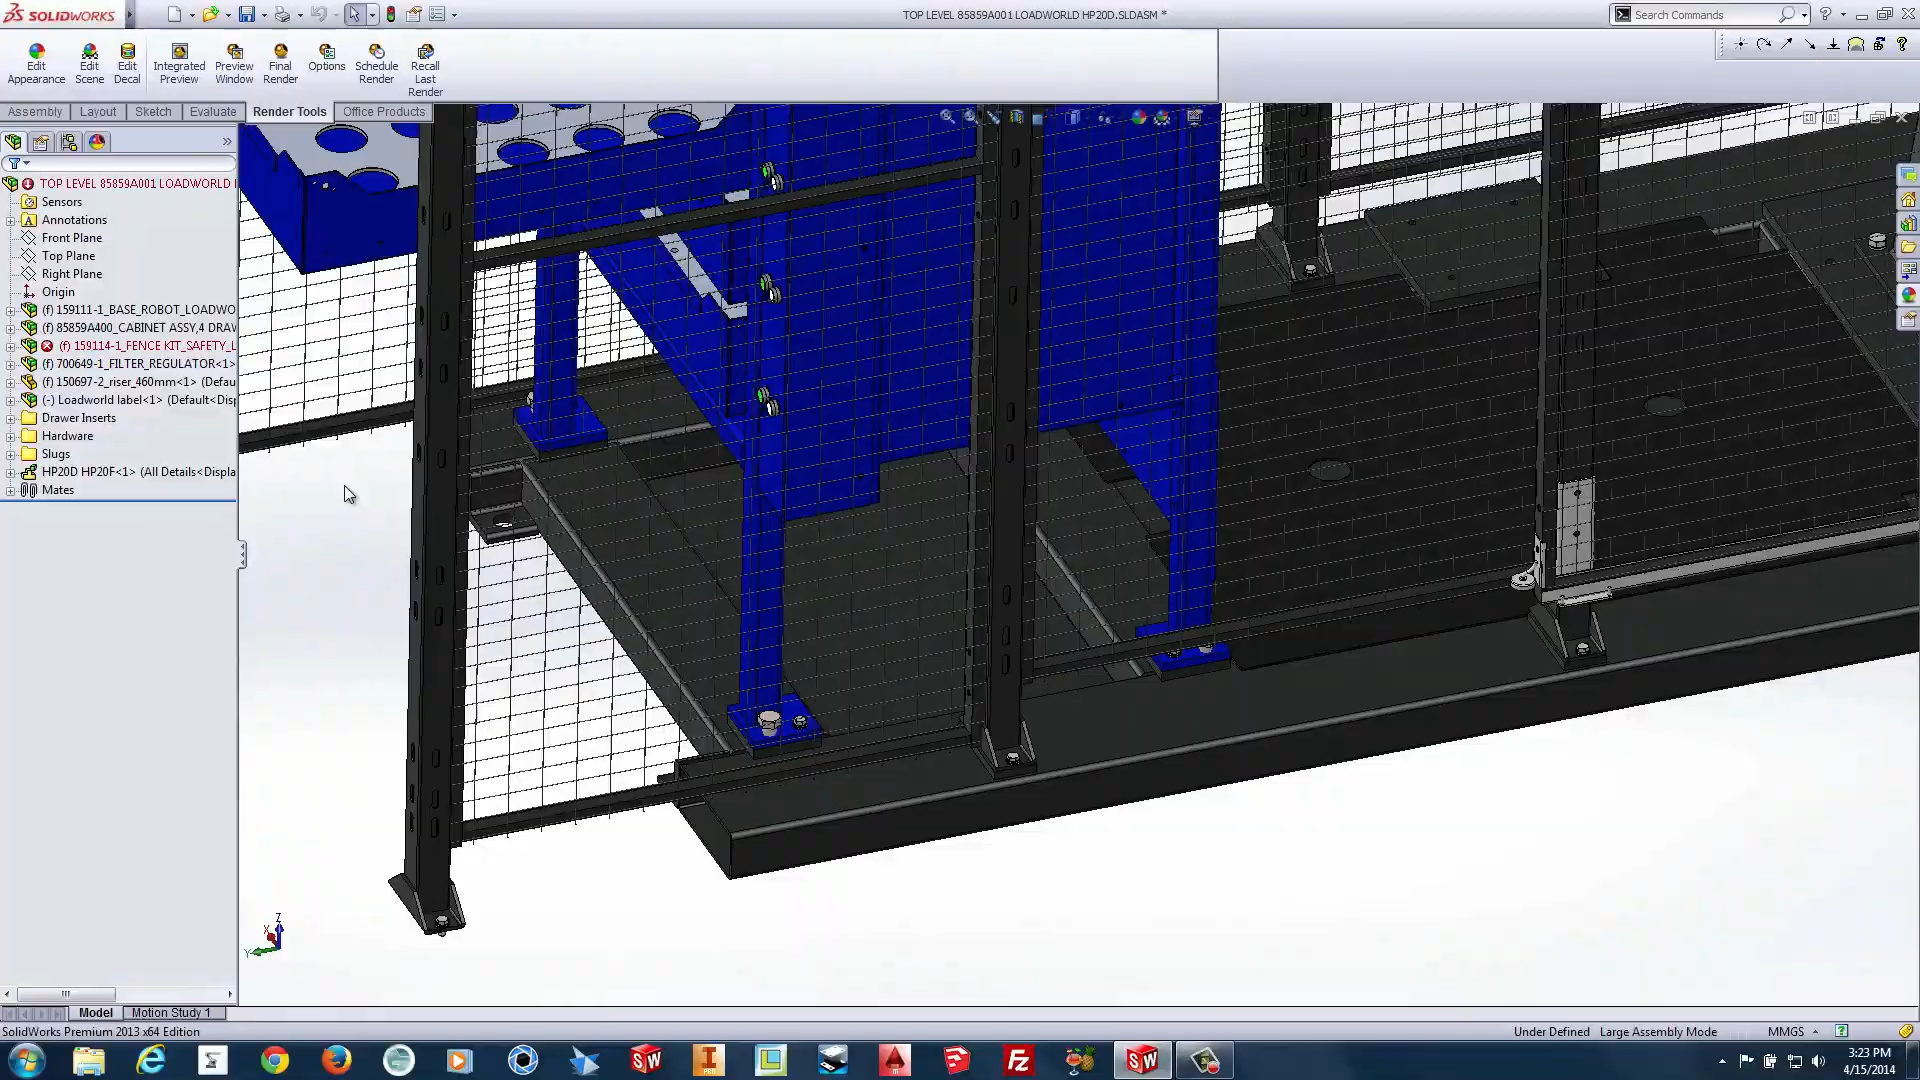 SOLIDWORKS
TOP LEVEL 85859A001 LOADWORLD HP20D.SLDASM *
Search Commands
Edit Appearance
Edit Scene
Edit Decal
Integrated Preview
Preview Window
Final Render
Options
Schedule Render
Recall Last Render
Assembly
Layout
Sketch
Evaluate
Render Tools
Office Products
TOP LEVEL 85859A001 LOADWORLD
Sensors
Annotations
Front Plane
Top Plane
Right Plane
Origin
(f) 159111-1_BASE_ROBOT_LOADWO
(f) 85859A400_CABINET ASSY,4 DRAW
(f) 159114-1_FENCE KIT_SAFETY_L
(f) 700649-1_FILTER_REGULATOR<1>
(f) 150697-2_riser_460mm<1> (Defau
(-) Loadworld label<1> (Default<Disp
Drawer Inserts
Hardware
Slugs
HP20D HP20F<1> (All Details<Displa
Mates
Z
X
Y
Model
Motion Study 1
SolidWorks Premium 2013 x64 Edition
Under Defined
Large Assembly Mode
MMGS
3:23 PM
4/15/2014